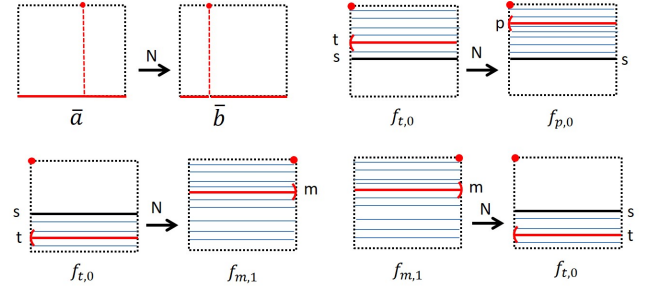 N
a̅ b̅
t
s
N
p
s
f_{t,0} f_{p,0}
s
t
N
m
f_{t,0} f_{m,1}
m
N
s
t
f_{m,1} f_{t,0}